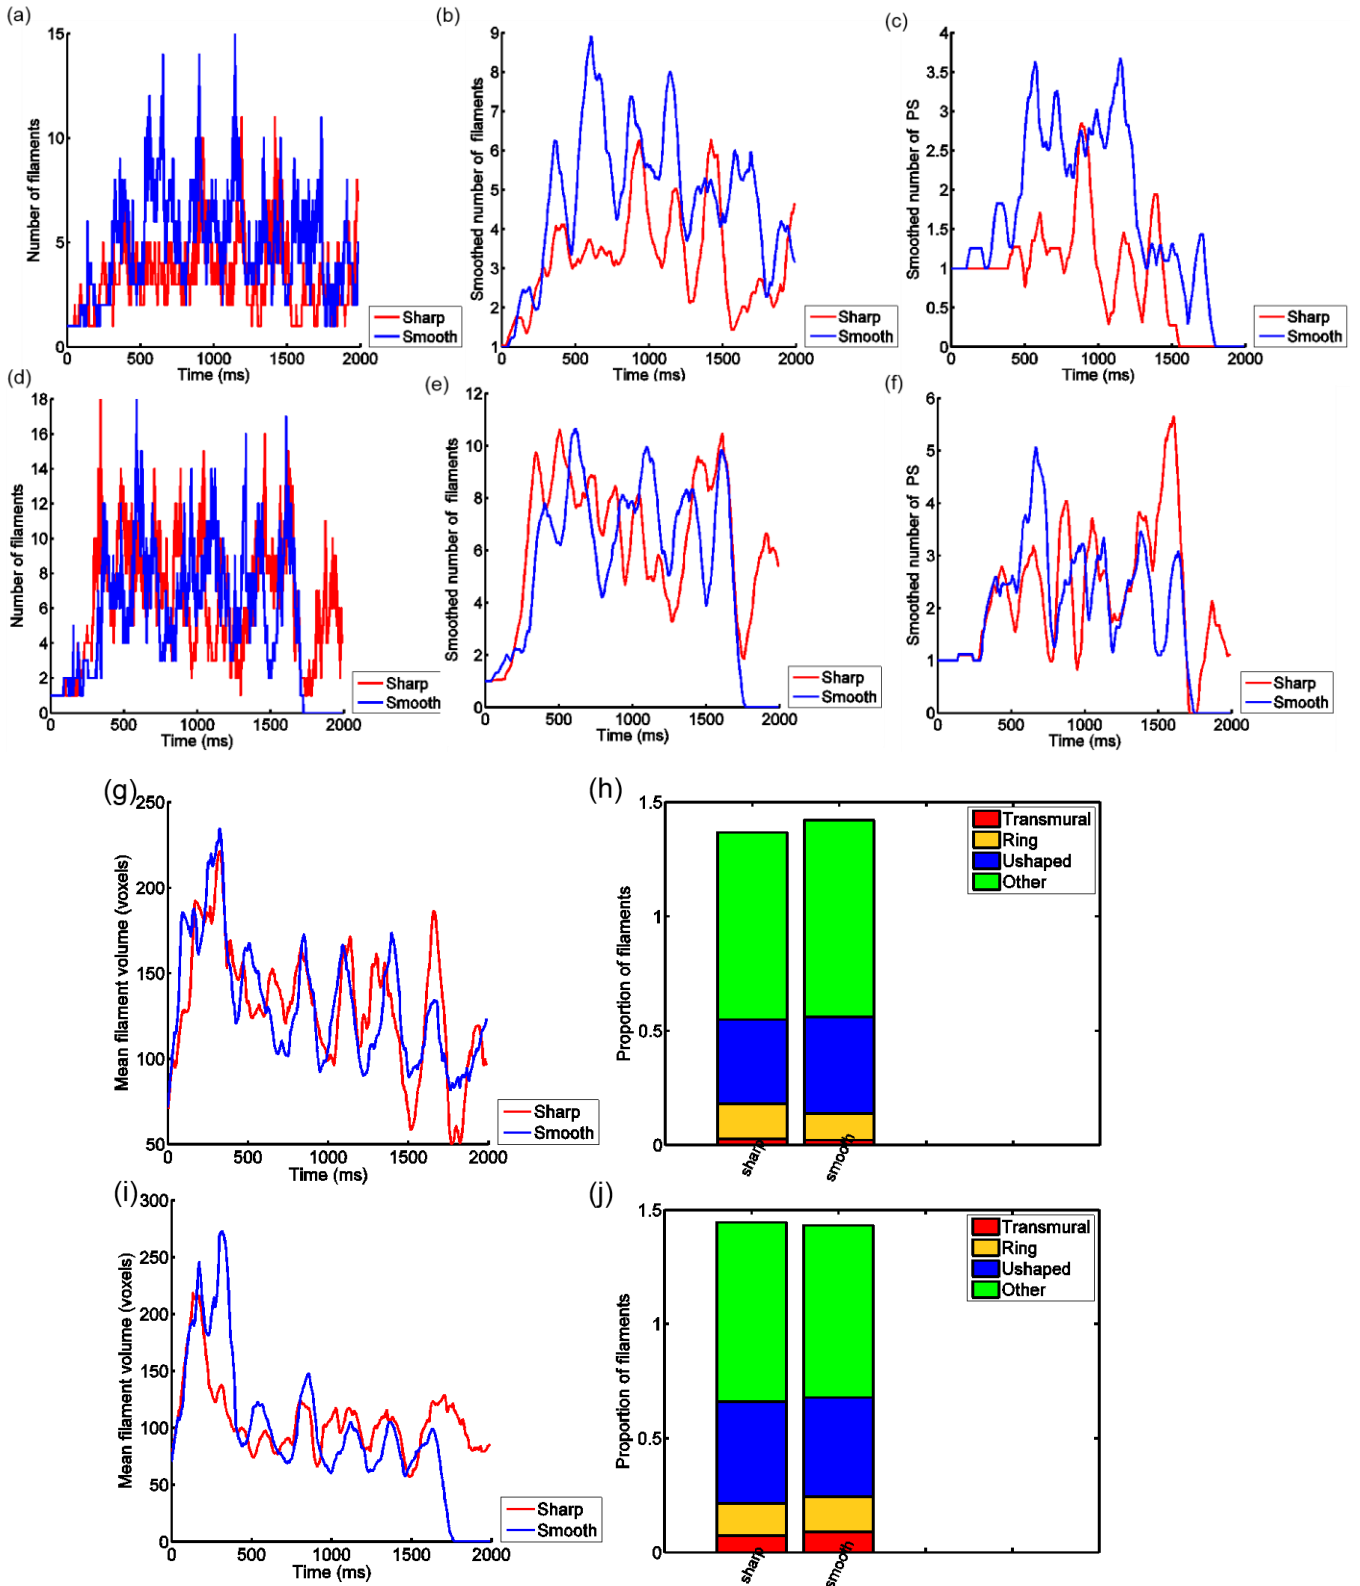 (a)
15
10
5
0
Number of filaments
0 500 1000 1500 2000
Time (ms)
Sharp
Smooth
(b)
9
8
7
6
5
4
3
2
1
Smoothed number of filaments
0 500 1000 1500 2000
Time (ms)
Sharp
Smooth
(c)
4
3.5
3
2.5
2
1.5
1
0.5
0
Smoothed number of PS
0 500 1000 1500 2000
Time (ms)
Sharp
Smooth
(d)
18
16
14
12
10
8
6
4
2
0
Number of filaments
0 500 1000 1500 2000
Time (ms)
Sharp
Smooth
(e)
12
10
8
6
4
2
0
Smoothed number of filaments
0 500 1000 1500 2000
Time (ms)
Sharp
Smooth
(f)
6
5
4
3
2
1
0
Smoothed number of PS
0 500 1000 1500 2000
Time (ms)
Sharp
Smooth
(g)
250
200
150
100
50
Mean filament volume (voxels)
0 500 1000 1500 2000
Time (ms)
Sharp
Smooth
(h)
1.5
1
0.5
0
Proportion of filaments
sharp smooth
Transmural
Ring
Ushaped
Other
(i)
300
250
200
150
100
50
0
Mean filament volume (voxels)
0 500 1000 1500 2000
Time (ms)
Sharp
Smooth
(j)
1.5
1
0.5
0
Proportion of filaments
sharp smooth
Transmural
Ring
Ushaped
Other